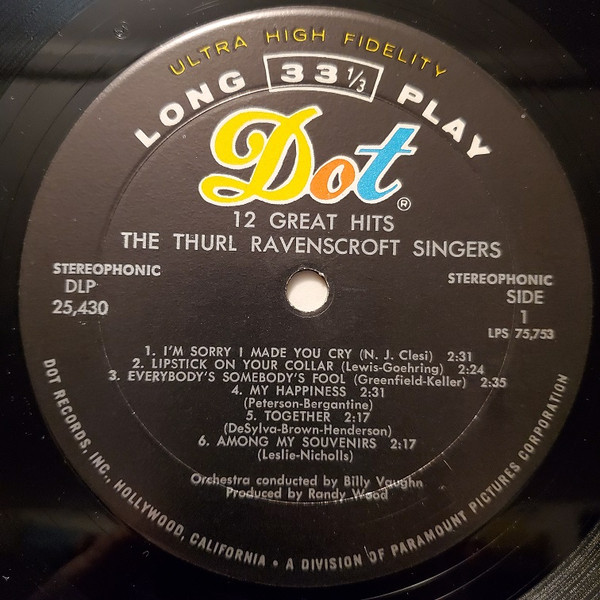 ULTRA HIGH FIDELITY
LONG 33 1/3 PLAY
Dot®
12 GREAT HITS
THE THURL RAVENSCROFT SINGERS
STEREOPHONIC
DLP
25,430
STEREOPHONIC
SIDE
1
LPS 75,753
1. I'M SORRY I MADE YOU CRY (N. J. Clesi) 2:31
2. LIPSTICK ON YOUR COLLAR (Lewis-Goehring) 2:24
3. EVERYBODY'S SOMEBODY'S FOOL (Greenfield-Keller) 2:35
4. MY HAPPINESS 2:31
(Peterson-Bergantine)
5. TOGETHER 2:17
(DeSylva-Brown-Henderson)
6. AMONG MY SOUVENIRS 2:17
(Leslie-Nicholls)
Orchestra conducted by Billy Vaughn
Produced by Randy Wood
DOT RECORDS, INC., HOLLYWOOD, CALIFORNIA • A DIVISION OF PARAMOUNT PICTURES CORPORATION